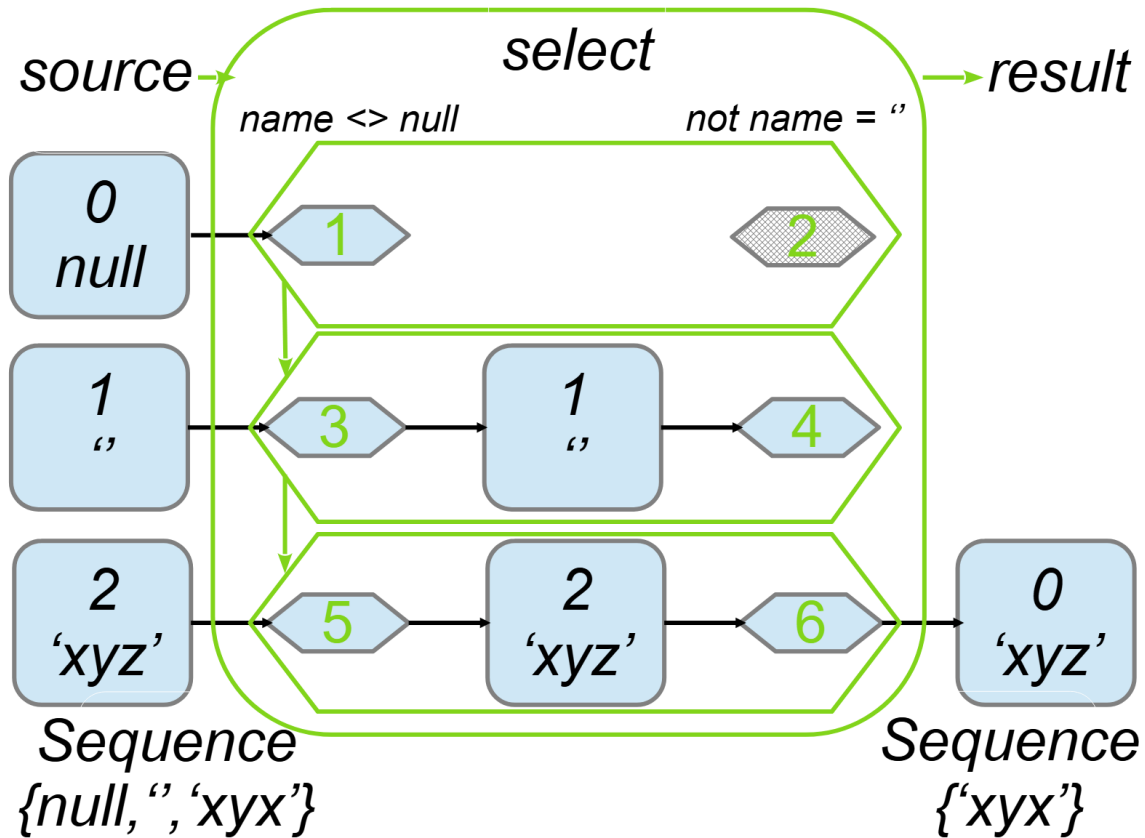 select
source
result
name <> null
not name = ‘’
0
null
1
2
1
‘’
3
1
‘’
4
2
‘xyz’
5
2
‘xyz’
6
0
‘xyz’
Sequence
{null,‘’,‘xyx’}
Sequence
{‘xyx’}